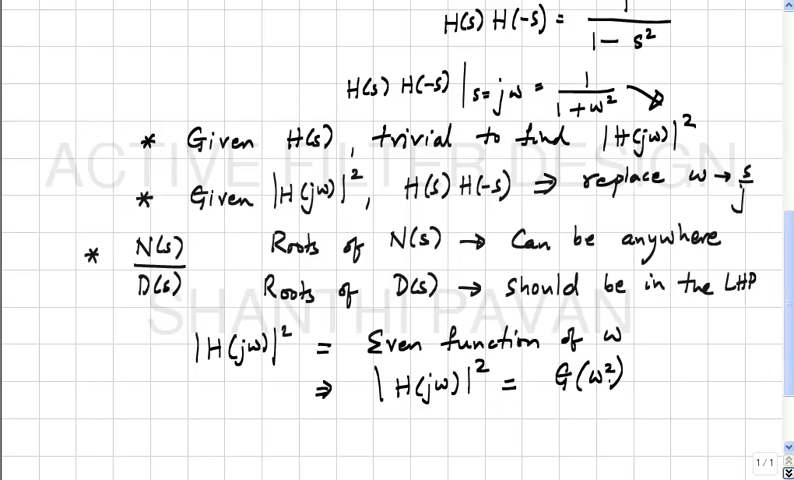 H(s) H(-s) = 1/(1 - s²)
H(s) H(-s) |s=jω = 1/(1+ω²)
* Given H(s), trivial to find |H(jω)|²
ACTIVE FILTER DESIGN
* Given |H(jω)|², H(s) H(-s) ⇒ replace ω → s/j
* N(s)/D(s) Roots of N(s) → Can be anywhere
Roots of D(s) → Should be in the LHP
SHANTHI PAVAN
|H(jω)|² = Even function of ω
⇒ |H(jω)|² = G(ω²)
1 / 1